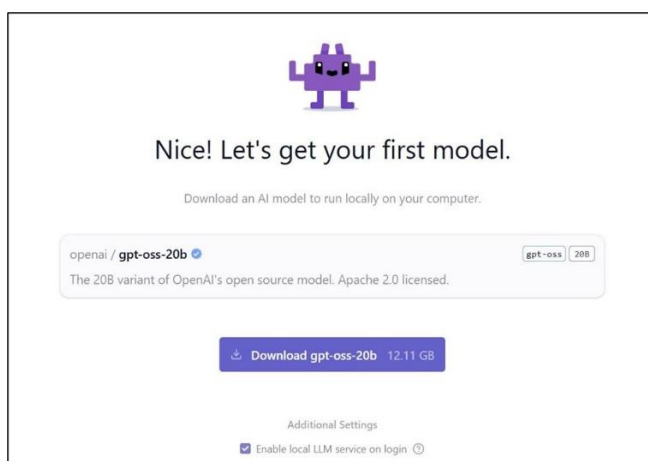 Nice! Let's get your first model.
Download an AI model to run locally on your computer.
openai / gpt-oss-20b
gpt-oss 20B
The 20B variant of OpenAI's open source model. Apache 2.0 licensed.
Download gpt-oss-20b 12.11 GB
Additional Settings
Enable local LLM service on login